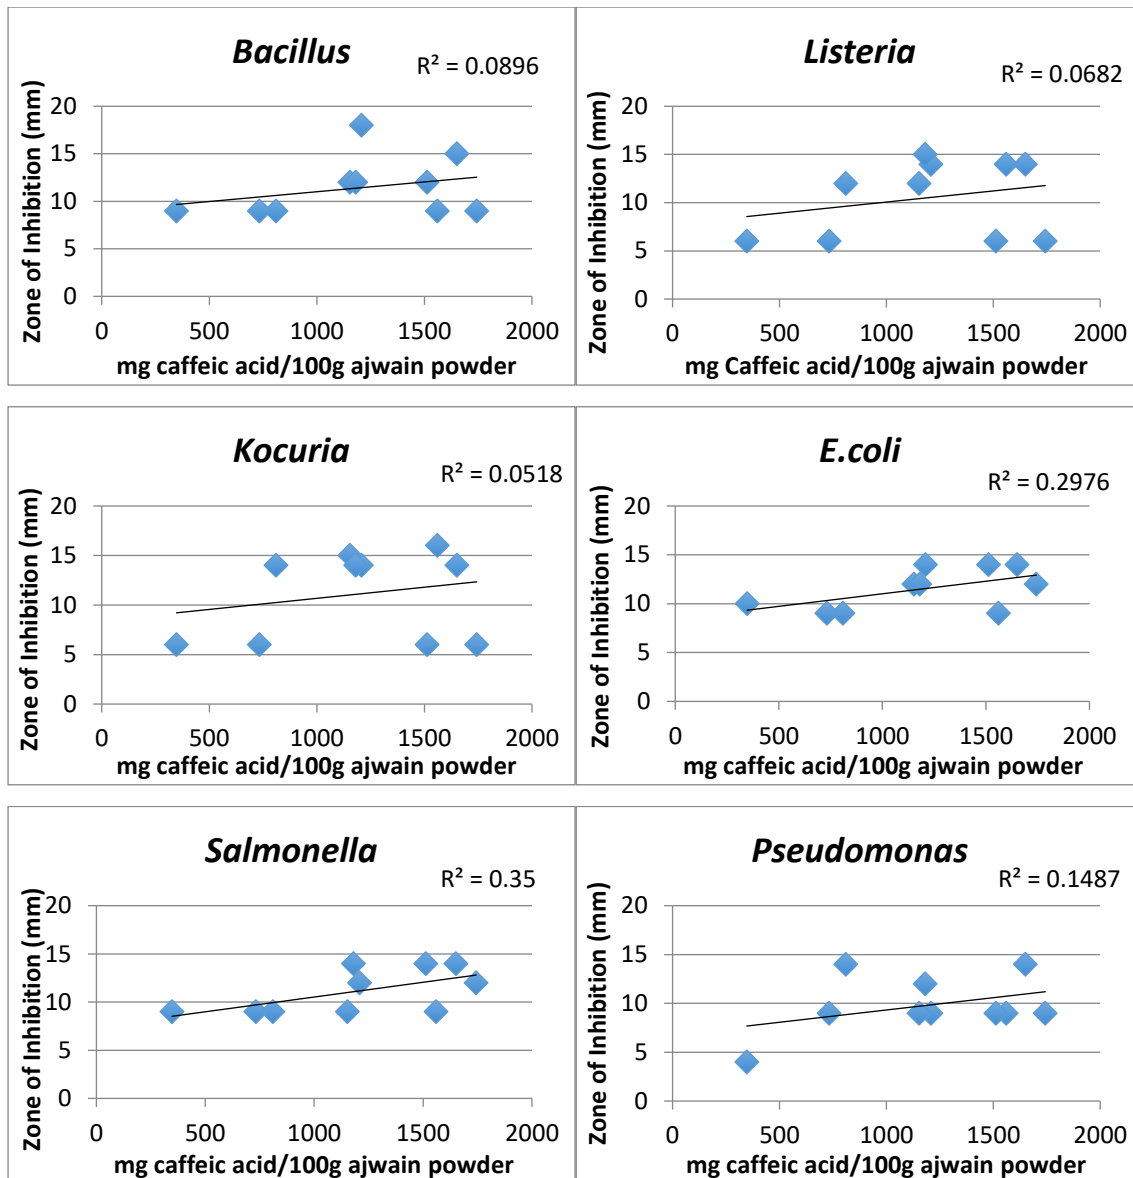 Bacillus
R² = 0.0896
Zone of Inhibition (mm)
20
15
10
5
0
0 500 1000 1500 2000
mg caffeic acid/100g ajwain powder
Listeria
R² = 0.0682
Zone of Inhibition (mm)
20
15
10
5
0
0 500 1000 1500 2000
mg Caffeic acid/100g ajwain powder
Kocuria
R² = 0.0518
Zone of Inhibition (mm)
20
15
10
5
0
0 500 1000 1500 2000
mg caffeic acid/100g ajwain powder
E.coli
R² = 0.2976
Zone of Inhibition (mm)
20
15
10
5
0
0 500 1000 1500 2000
mg caffeic acid/100g ajwain powder
Salmonella
R² = 0.35
Zone of Inhibition (mm)
20
15
10
5
0
0 500 1000 1500 2000
mg caffeic acid/100g ajwain powder
Pseudomonas
R² = 0.1487
Zone of Inhibition (mm)
20
15
10
5
0
0 500 1000 1500 2000
mg caffeic acid/100g ajwain powder